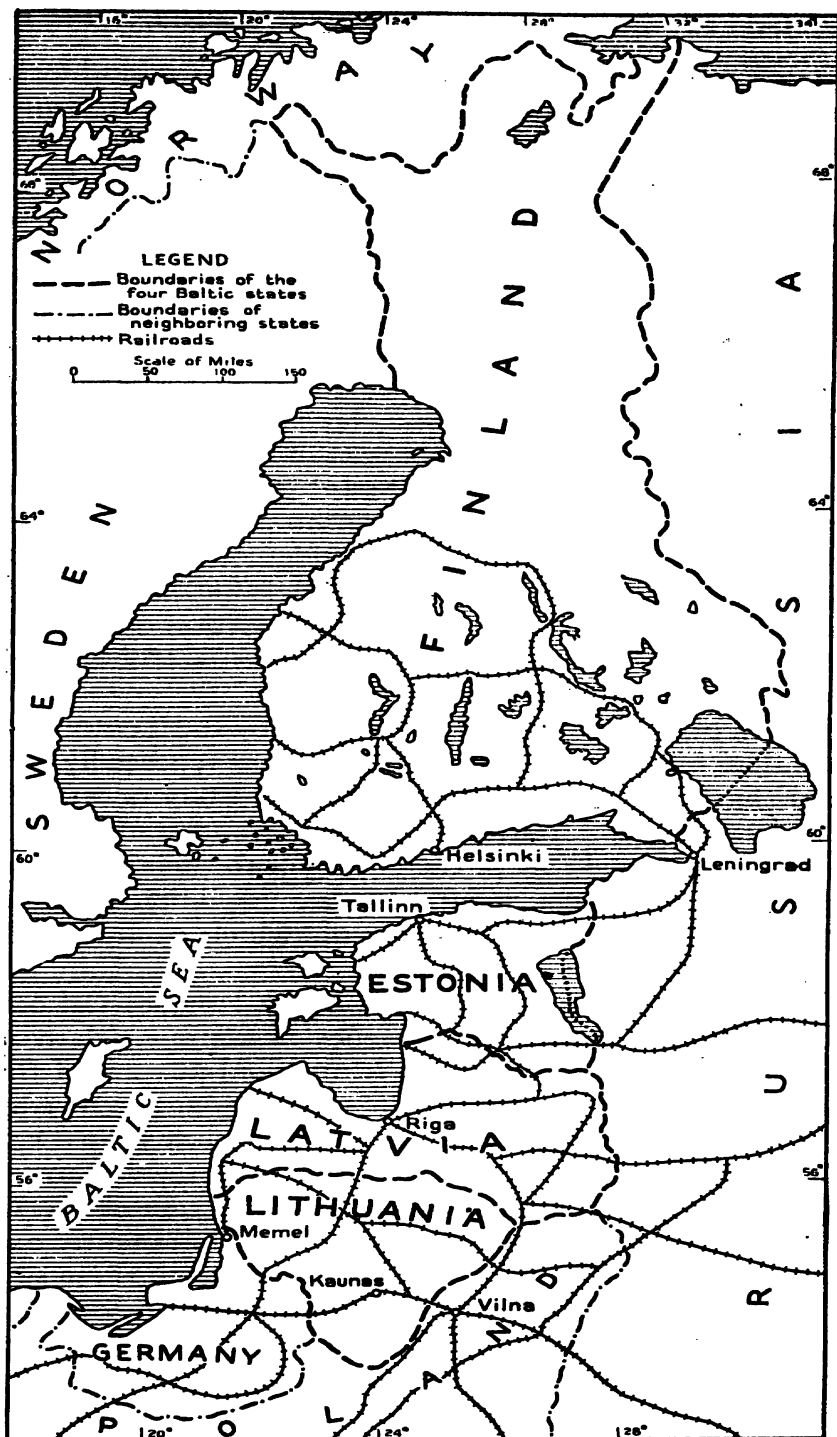 16° 20° 24° 28° 32° 34°
NORWAY
68° 68°
LEGEND
Boundaries of the
four Baltic states
Boundaries of
neighboring states
Railroads
Scale of Miles
0 50 100 150
FINLAND
SWEDEN
RUSSIA
64° 64°
60° 60°
Helsinki
Leningrad
Tallinn
ESTONIA
BALTIC SEA
Riga
LATVIA
56° 56°
LITHUANIA
Memel
Kaunas
Vilna
GERMANY
POLAND
20° 24° 28°